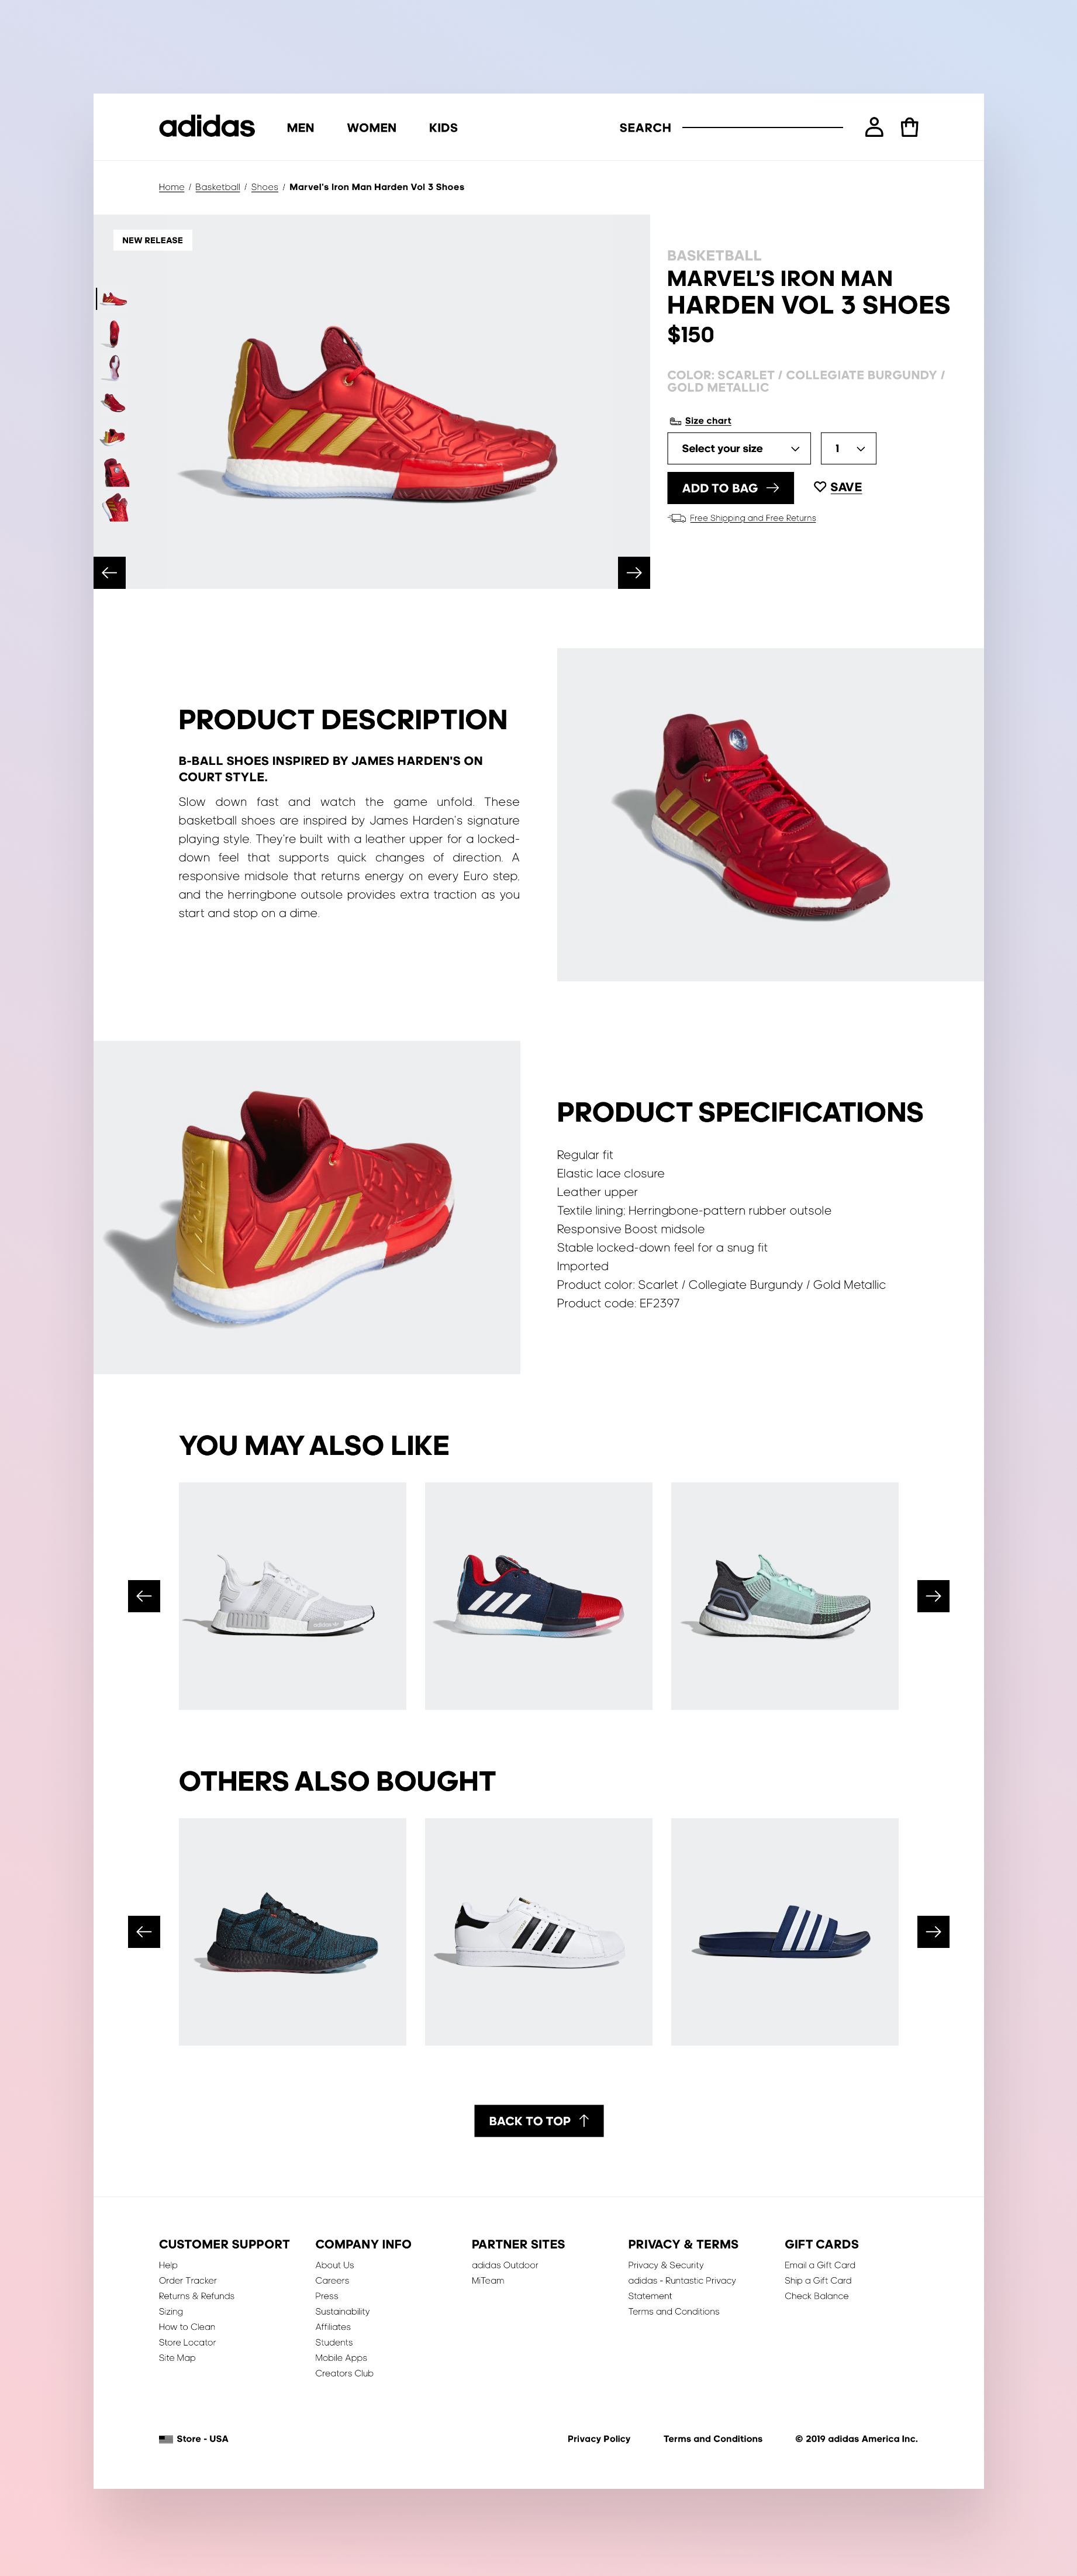 adidas MEN WOMEN KIDS SEARCH
Home / Basketball / Shoes / Marvel's Iron Man Harden Vol 3 Shoes
NEW RELEASE
BASKETBALL
MARVEL'S IRON MAN
HARDEN VOL 3 SHOES
$150
COLOR: SCARLET / COLLEGIATE BURGUNDY /
GOLD METALLIC
Size chart
Select your size 1
ADD TO BAG SAVE
Free Shipping and Free Returns
PRODUCT DESCRIPTION
B-BALL SHOES INSPIRED BY JAMES HARDEN'S ON
COURT STYLE.
Slow down fast and watch the game unfold. These
basketball shoes are inspired by James Harden's signature
playing style. They're built with a leather upper for a locked-
down feel that supports quick changes of direction. A
responsive midsole that returns energy on every Euro step,
and the herringbone outsole provides extra traction as you
start and stop on a dime.
PRODUCT SPECIFICATIONS
Regular fit
Elastic lace closure
Leather upper
Textile lining; Herringbone-pattern rubber outsole
Responsive Boost midsole
Stable locked-down feel for a snug fit
Imported
Product color: Scarlet / Collegiate Burgundy / Gold Metallic
Product code: EF2397
YOU MAY ALSO LIKE
OTHERS ALSO BOUGHT
BACK TO TOP
CUSTOMER SUPPORT
Help
Order Tracker
Returns & Refunds
Sizing
How to Clean
Store Locator
Site Map
COMPANY INFO
About Us
Careers
Press
Sustainability
Affiliates
Students
Mobile Apps
Creators Club
PARTNER SITES
adidas Outdoor
MiTeam
PRIVACY & TERMS
Privacy & Security
adidas - Runtastic Privacy
Statement
Terms and Conditions
GIFT CARDS
Email a Gift Card
Ship a Gift Card
Check Balance
Store - USA Privacy Policy Terms and Conditions © 2019 adidas America Inc.